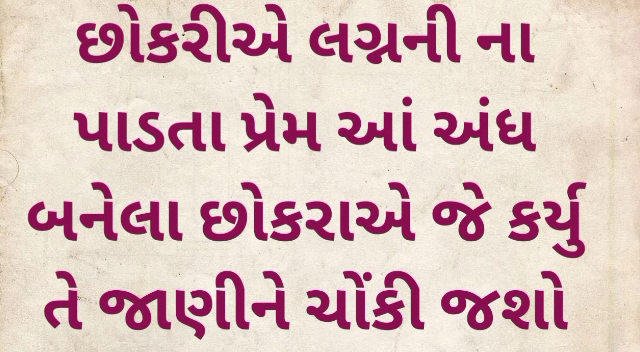 છોકરીએ લગ્નની ના
પાડતા પ્રેમ આં અંધ
બનેલા છોકરાએ જે કર્યુ
તે જાણીને ચોંકી જશો